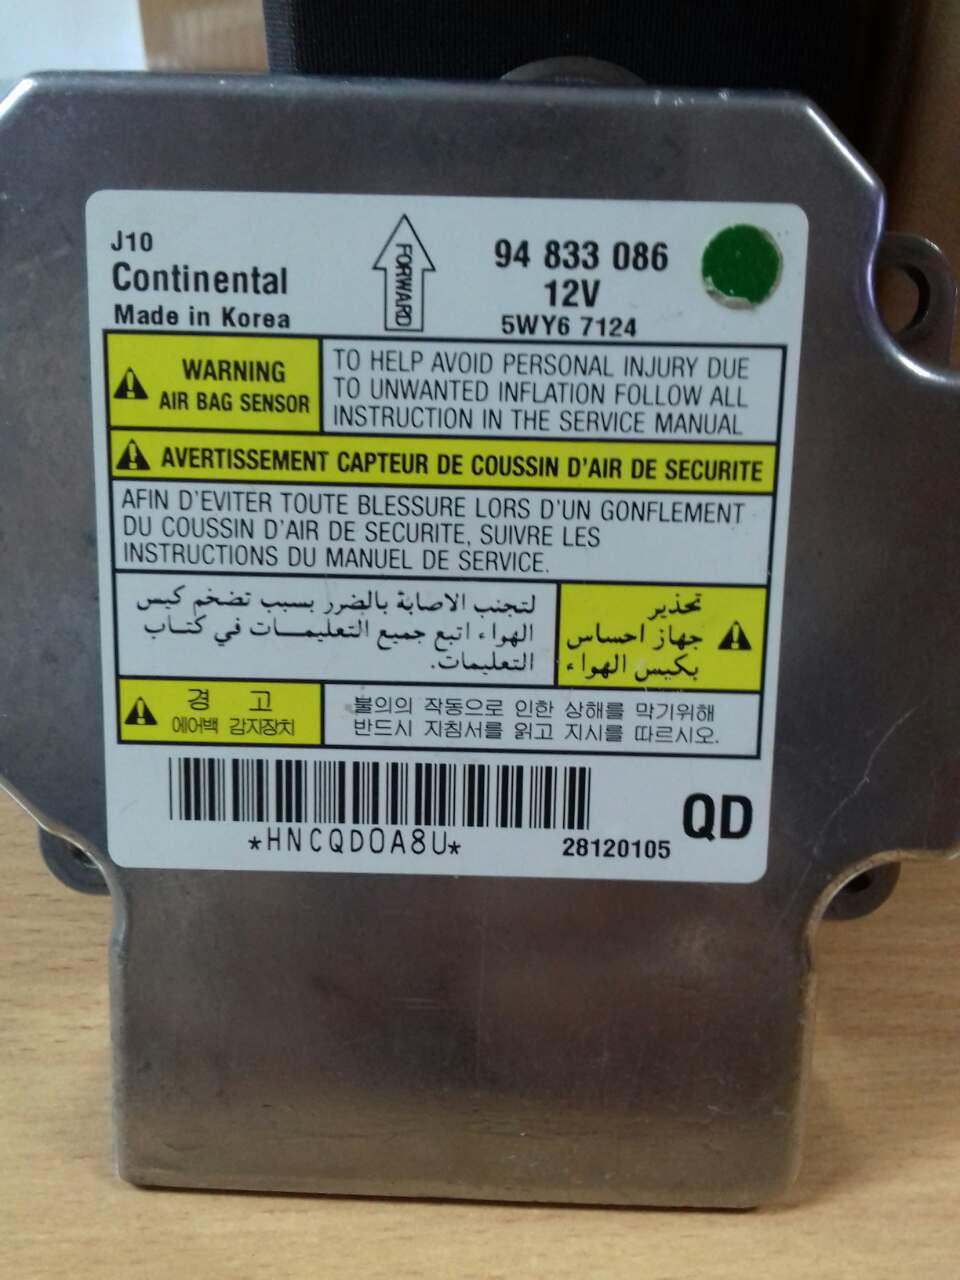 J10
Continental
Made in Korea
FORWARD
94 833 086
12V
5WY6 7124
WARNING
AIR BAG SENSOR
TO HELP AVOID PERSONAL INJURY DUE
TO UNWANTED INFLATION FOLLOW ALL
INSTRUCTION IN THE SERVICE MANUAL
AVERTISSEMENT CAPTEUR DE COUSSIN D'AIR DE SECURITE
AFIN D'EVITER TOUTE BLESSURE LORS D'UN GONFLEMENT
DU COUSSIN D'AIR DE SECURITE, SUIVRE LES
INSTRUCTIONS DU MANUEL DE SERVICE.
تحذير
جهاز احساس
بكيس الهواء
لتجنب الاصابة بالضرر بسبب تضخم كيس
الهواء اتبع جميع التعليمات في كتاب
التعليمات.
경 고
에어백 감지장치
불의의 작동으로 인한 상해를 막기위해
반드시 지침서를 읽고 지시를 따르시오.
*HNCQD0A8U*
28120105
QD